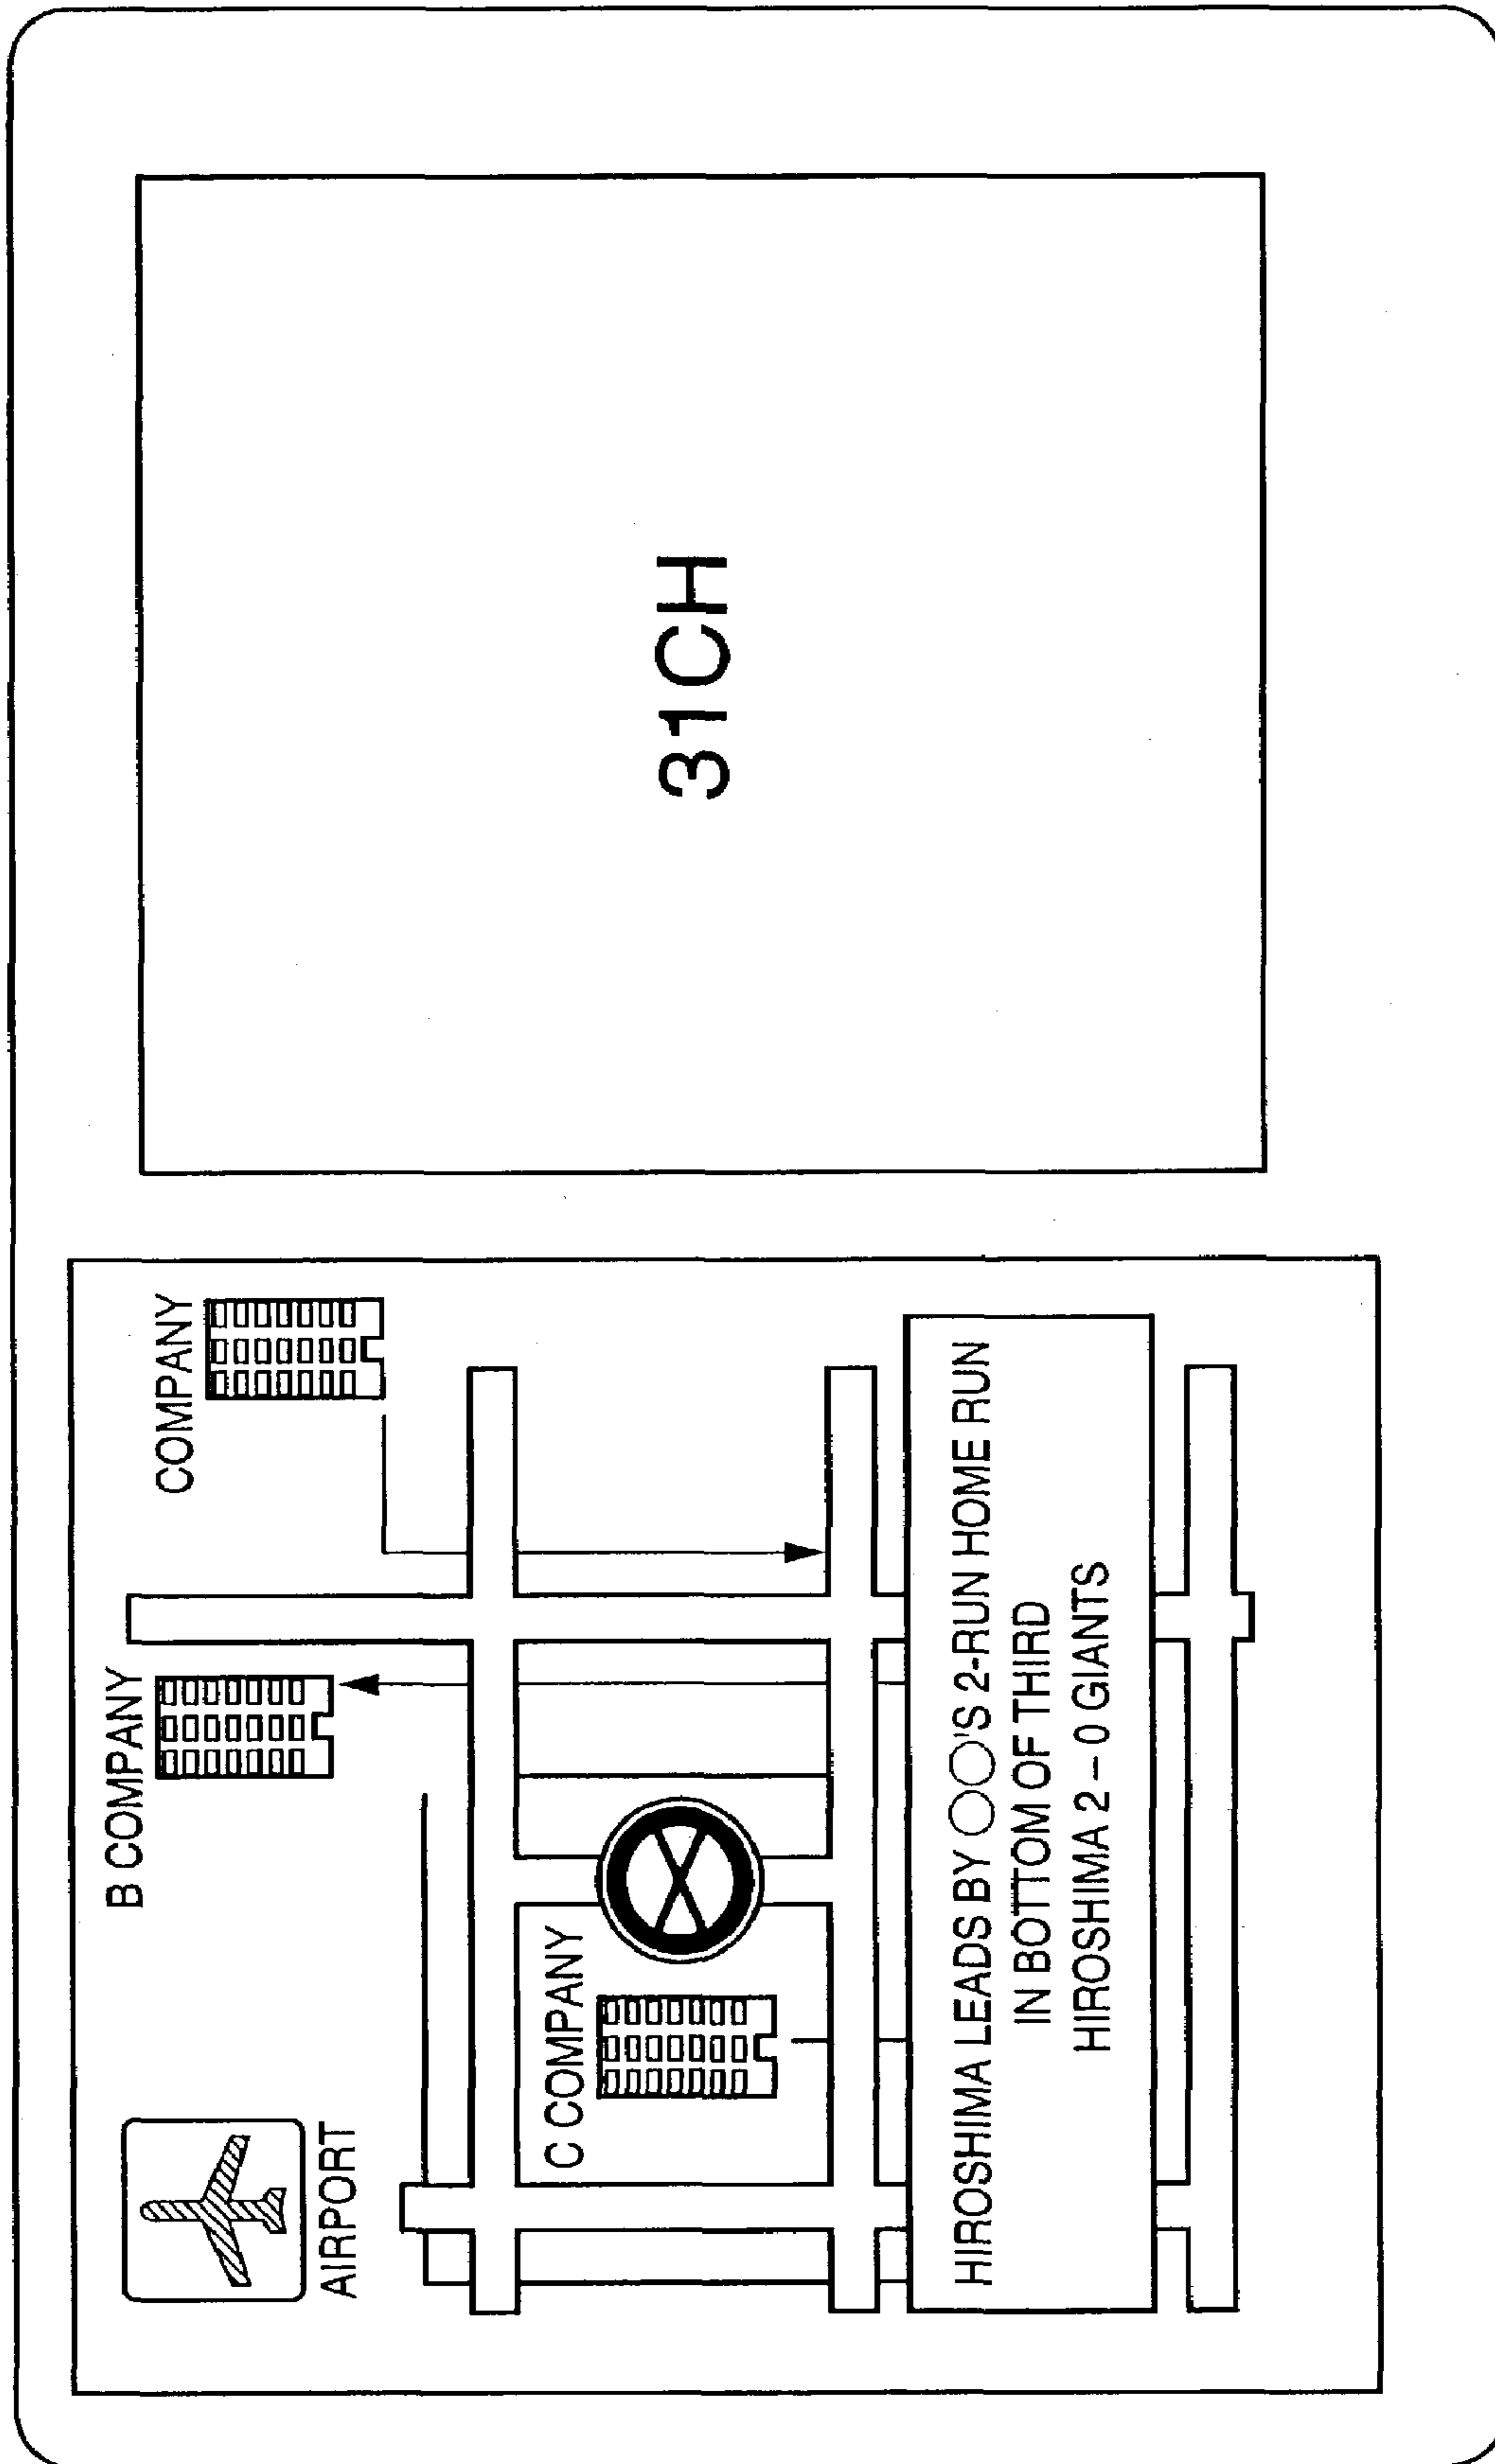 AIRPORT
B COMPANY
COMPANY
C COMPANY
HIROSHIMA LEADS BY ○○'S 2-RUN HOME RUN
IN BOTTOM OF THIRD
HIROSHIMA 2 – 0 GIANTS
31CH